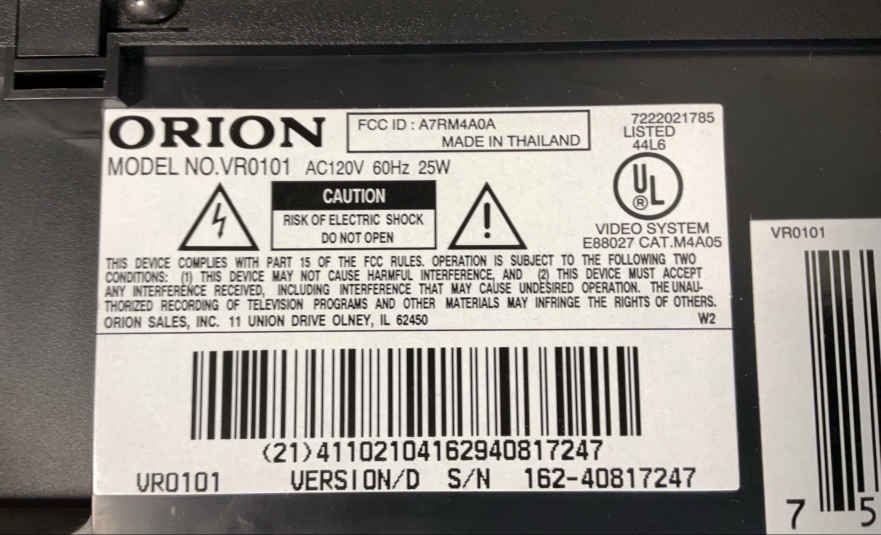 ORION
FCC ID : A7RM4A0A
MADE IN THAILAND
7222021785
LISTED
44L6
MODEL NO.VR0101 AC120V 60Hz 25W
UL
®
CAUTION
RISK OF ELECTRIC SHOCK
DO NOT OPEN
!
VIDEO SYSTEM
E88027 CAT.M4A05
THIS DEVICE COMPLIES WITH PART 15 OF THE FCC RULES. OPERATION IS SUBJECT TO THE FOLLOWING TWO
CONDITIONS: (1) THIS DEVICE MAY NOT CAUSE HARMFUL INTERFERENCE, AND (2) THIS DEVICE MUST ACCEPT
ANY INTERFERENCE RECEIVED, INCLUDING INTERFERENCE THAT MAY CAUSE UNDESIRED OPERATION. THE UNAU-
THORIZED RECORDING OF TELEVISION PROGRAMS AND OTHER MATERIALS MAY INFRINGE THE RIGHTS OF OTHERS.
ORION SALES, INC. 11 UNION DRIVE OLNEY, IL 62450 W2
(21)41102104162940817247
VR0101 VERSION/D S/N 162-40817247
VR0101
7 5